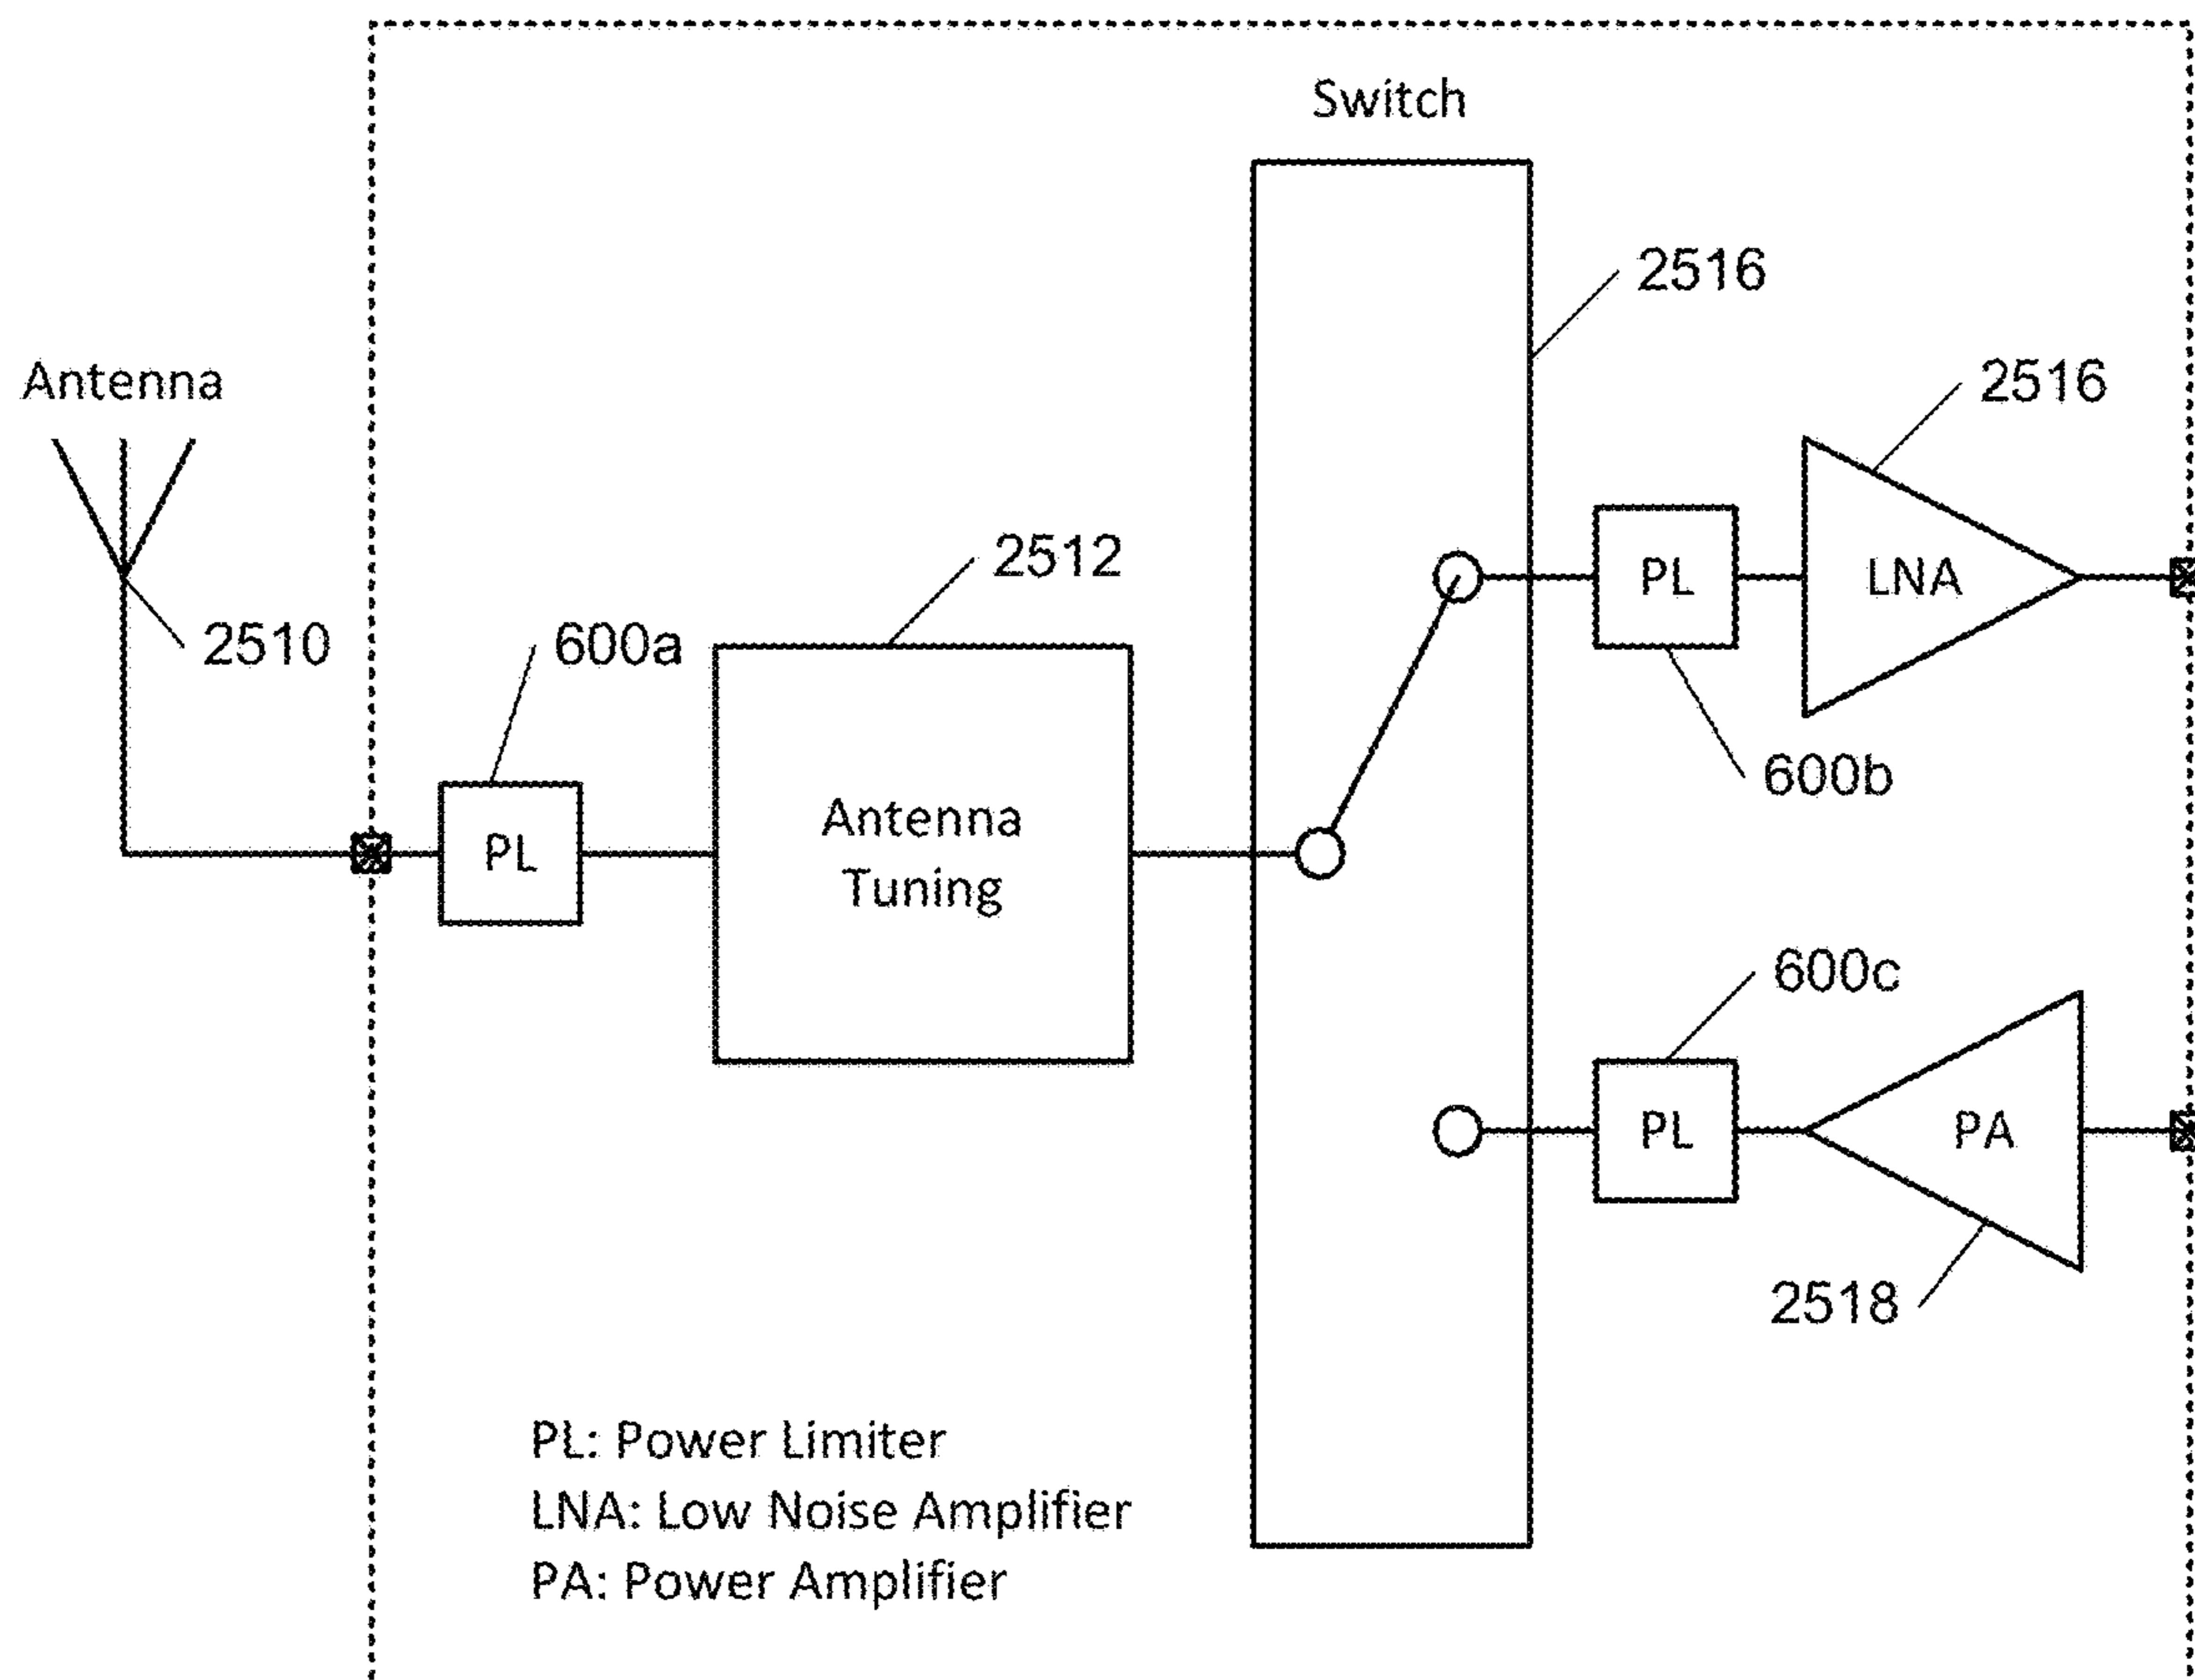 Switch
2516
Antenna
2516
2512
2510
600a
PL
LNA
600b
Antenna
Tuning
PL
600c
PL
PA
2518
PL: Power Limiter
LNA: Low Noise Amplifier
PA: Power Amplifier